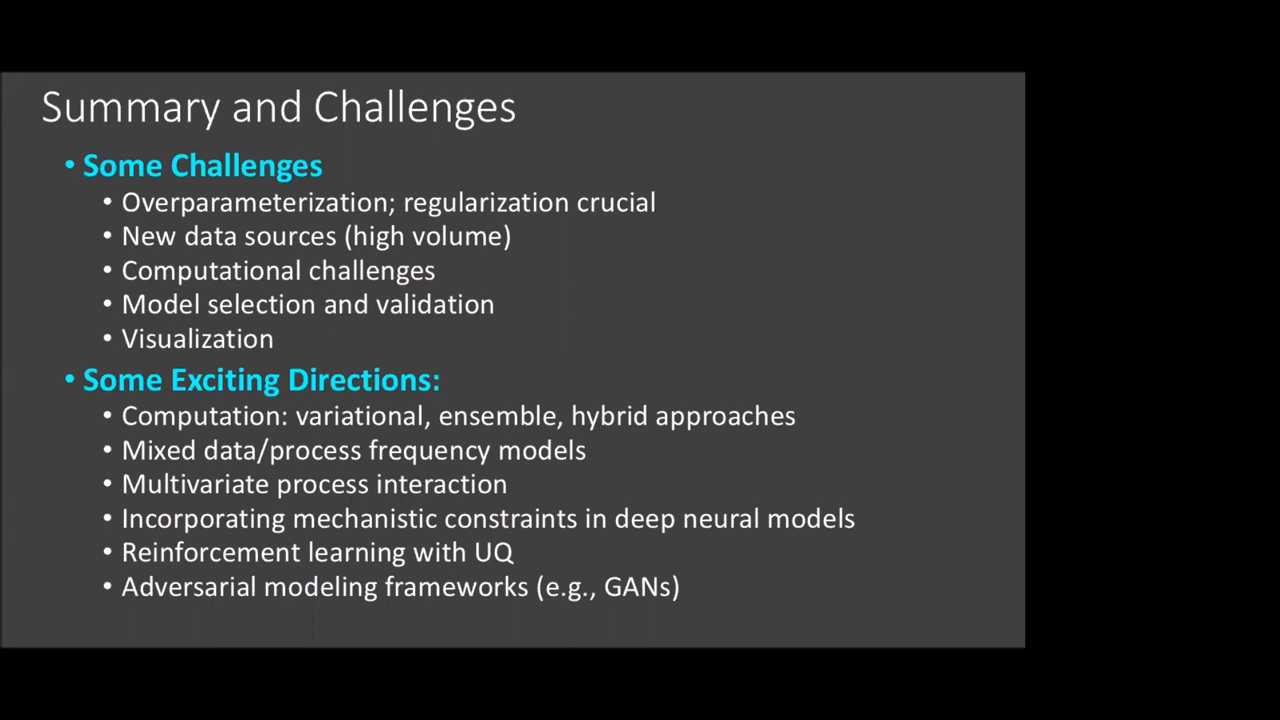 Summary and Challenges
• Some Challenges
• Overparameterization; regularization crucial
• New data sources (high volume)
• Computational challenges
• Model selection and validation
• Visualization
• Some Exciting Directions:
• Computation: variational, ensemble, hybrid approaches
• Mixed data/process frequency models
• Multivariate process interaction
• Incorporating mechanistic constraints in deep neural models
• Reinforcement learning with UQ
• Adversarial modeling frameworks (e.g., GANs)